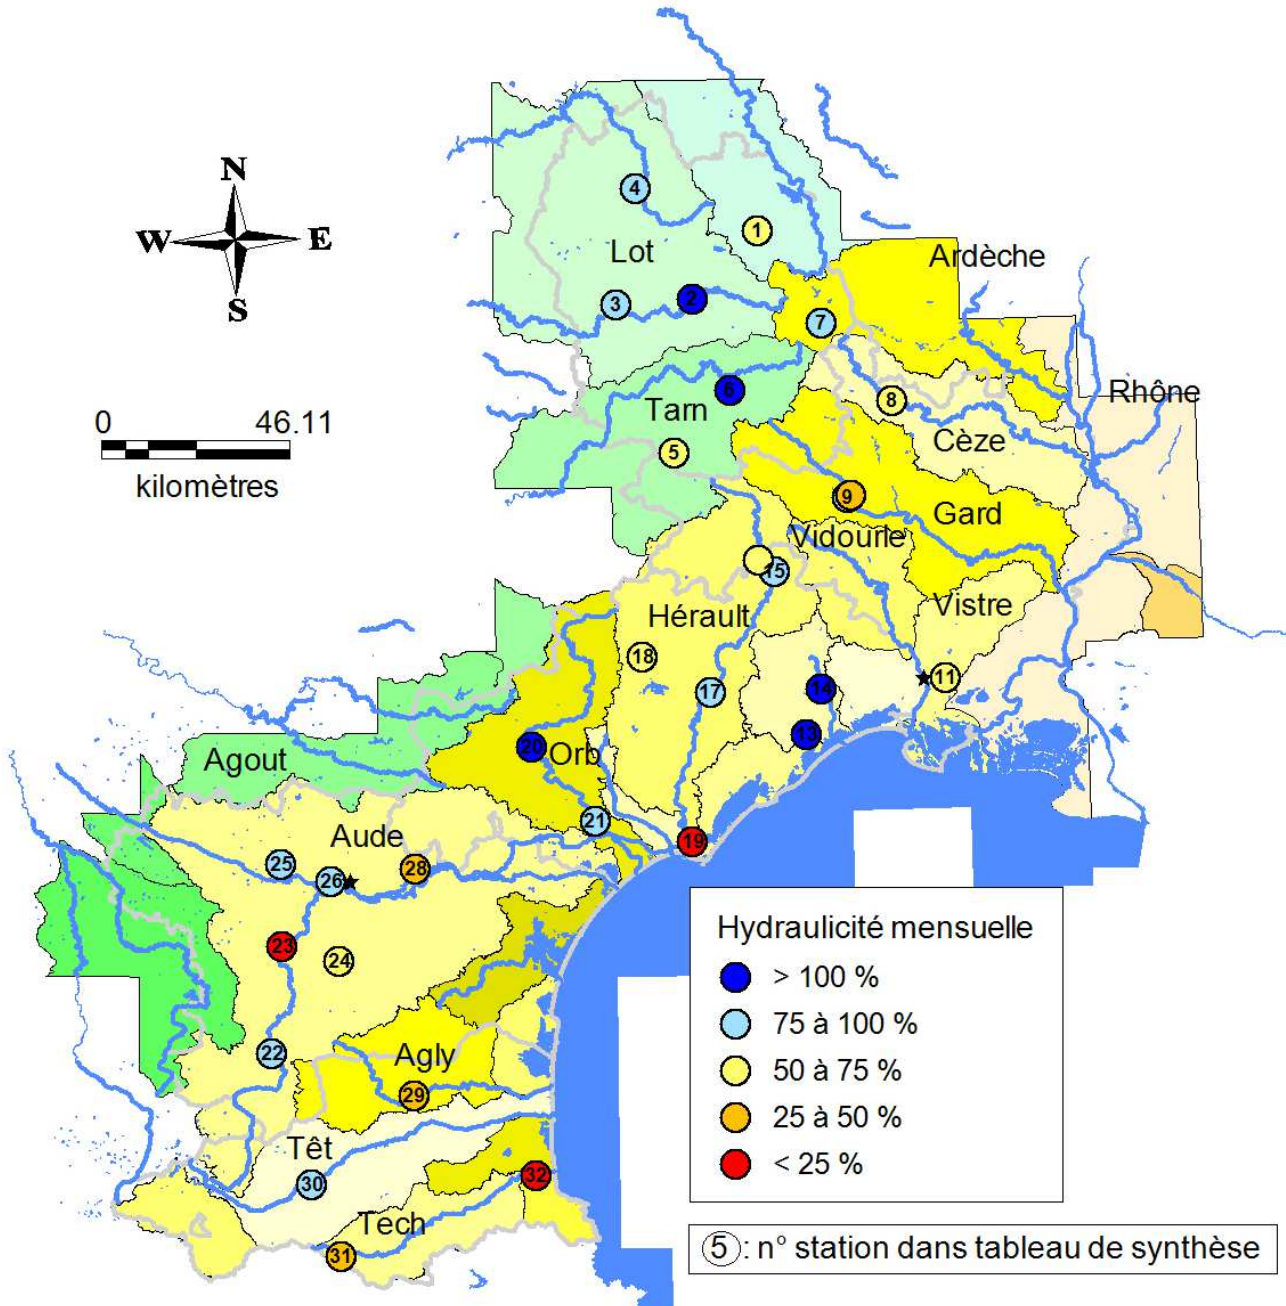 N
W
E
S
0 46.11
kilomètres
4
1
Lot
Ardèche
2
3
7
6
Rhône
8
Tarn
Cèze
5
9
Gard
Vidourle
15
Vistre
Hérault
18
11
17
14
13
20
Orb
Agout
21
Aude
19
25
28
26
23
24
22
Agly
29
Têt
30
32
Tech
31
Hydraulicité mensuelle
> 100 %
75 à 100 %
50 à 75 %
25 à 50 %
< 25 %
5 : n° station dans tableau de synthèse